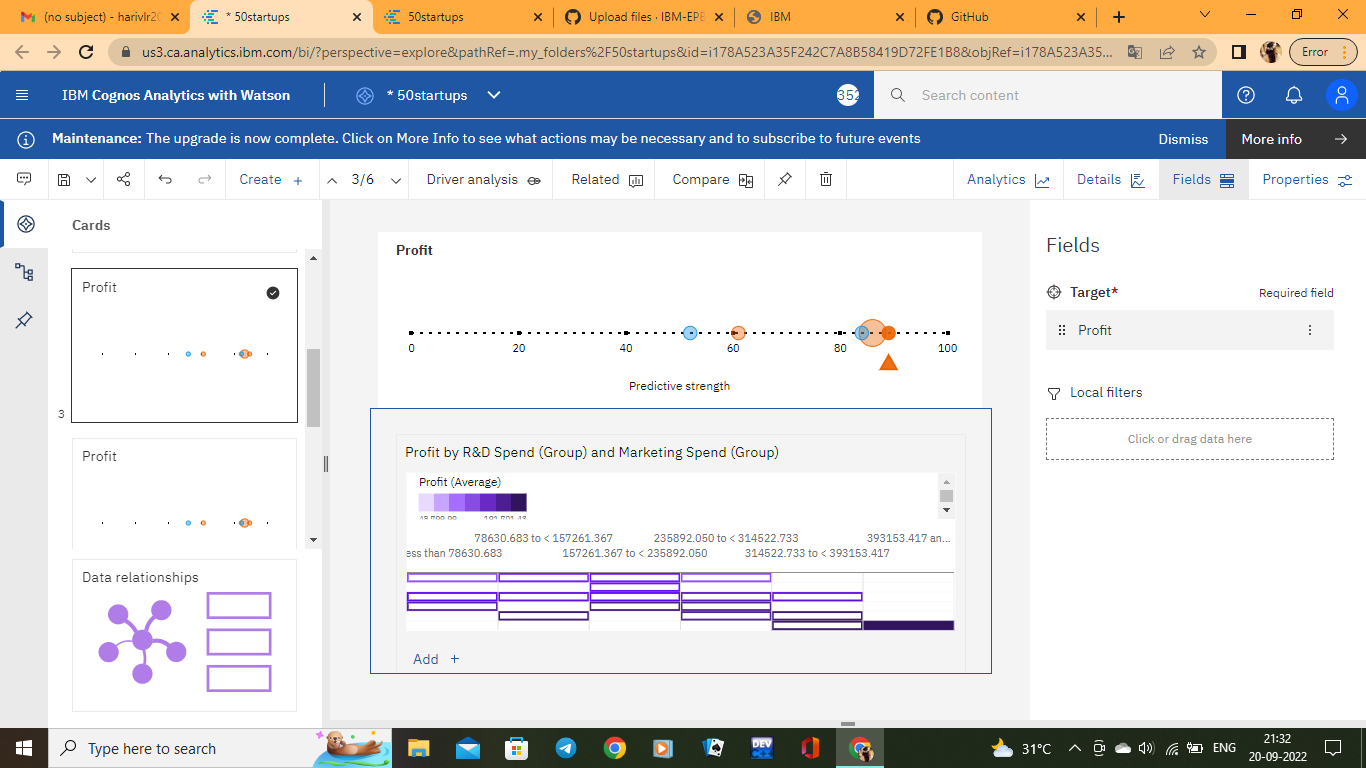 (no subject) - harivlr20
* 50startups
50startups
Upload files · IBM-EPB
IBM
GitHub
us3.ca.analytics.ibm.com/bi/?perspective=explore&pathRef=.my_folders%2F50startups&id=i178A523A35F242C7A8B58419D72FE1B8&objRef=i178A523A35...
Error
IBM Cognos Analytics with Watson
* 50startups
352
Search content
Maintenance: The upgrade is now complete. Click on More Info to see what actions may be necessary and to subscribe to future events
Dismiss
More info
Create +
3/6
Driver analysis
Related
Compare
Analytics
Details
Fields
Properties
Cards
Profit
3
Profit
Data relationships
Profit
0 20 40 60 80 100
Predictive strength
Profit by R&D Spend (Group) and Marketing Spend (Group)
Profit (Average)
78630.683 to < 157261.367 235892.050 to < 314522.733 393153.417 an...
ess than 78630.683 157261.367 to < 235892.050 314522.733 to < 393153.417
Add +
Fields
Target* Required field
Profit
Local filters
Click or drag data here
Type here to search
DEV
31°C
ENG
21:32
20-09-2022